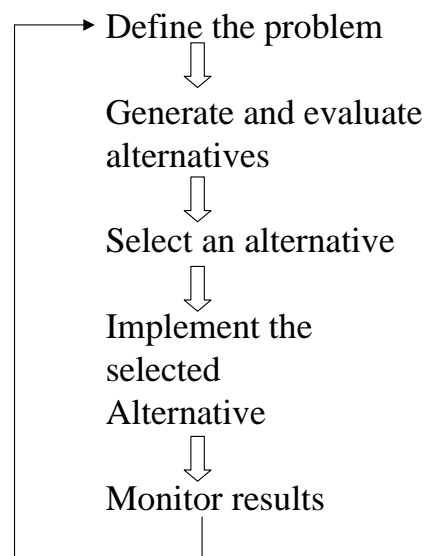 Define the problem
Generate and evaluate
alternatives
Select an alternative
Implement the
selected
Alternative
Monitor results